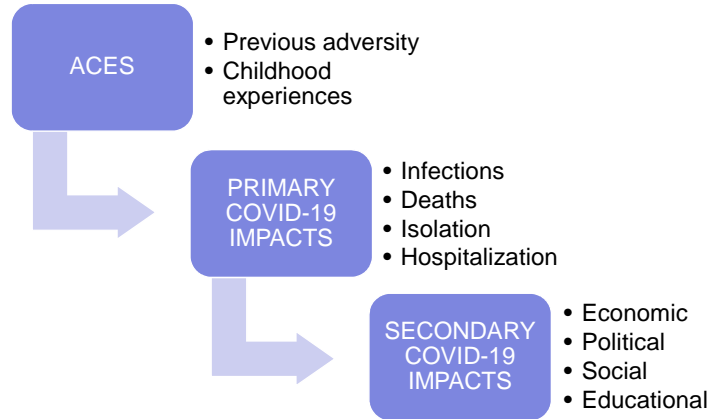 ACES
• Previous adversity
• Childhood
experiences
PRIMARY
COVID-19
IMPACTS
• Infections
• Deaths
• Isolation
• Hospitalization
SECONDARY
COVID-19
IMPACTS
• Economic
• Political
• Social
• Educational